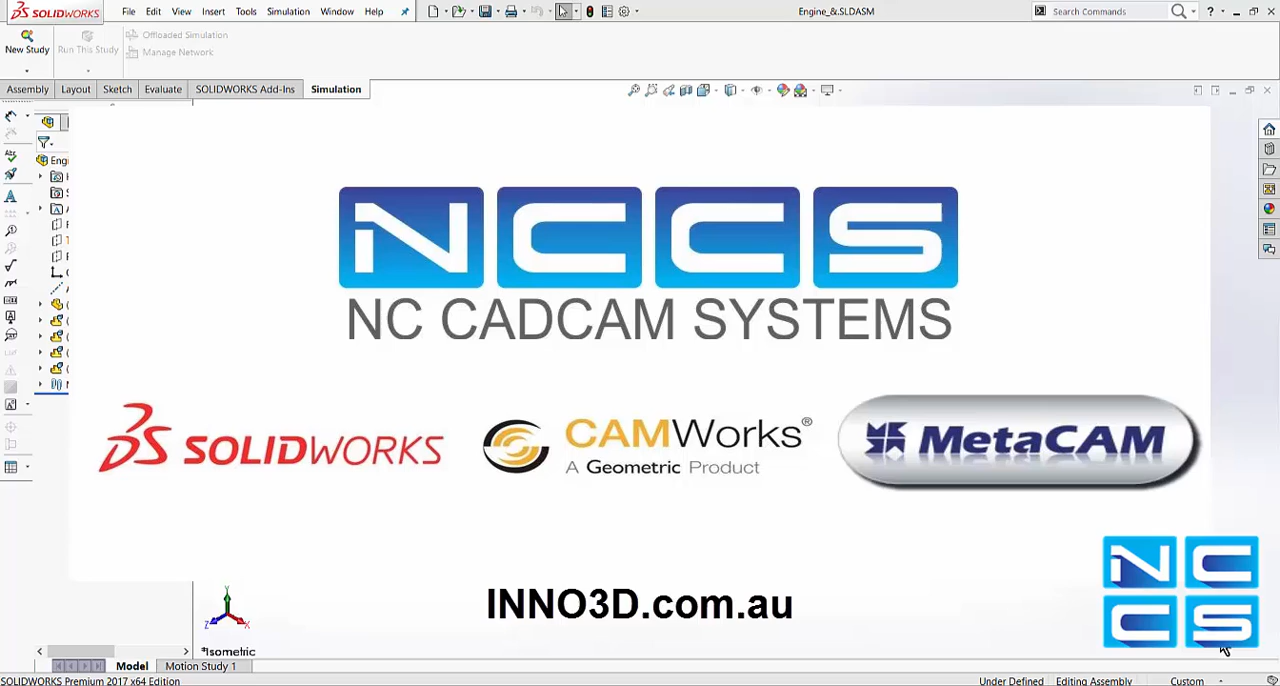 SOLIDWORKS File Edit View Insert Tools Simulation Window Help Engine_&.SLDASM Search Commands ?
New Study Run This Study Offloaded Simulation
Manage Network
Assembly Layout Sketch Evaluate SOLIDWORKS Add-Ins Simulation
Engi
NCCS
NC CADCAM SYSTEMS
SOLIDWORKS CAMWorks® MetaCAM
A Geometric Product
NC
CS
INNO3D.com.au
Y
Z X
*Isometric
Model Motion Study 1
SOLIDWORKS Premium 2017 x64 Edition Under Defined Editing Assembly Custom